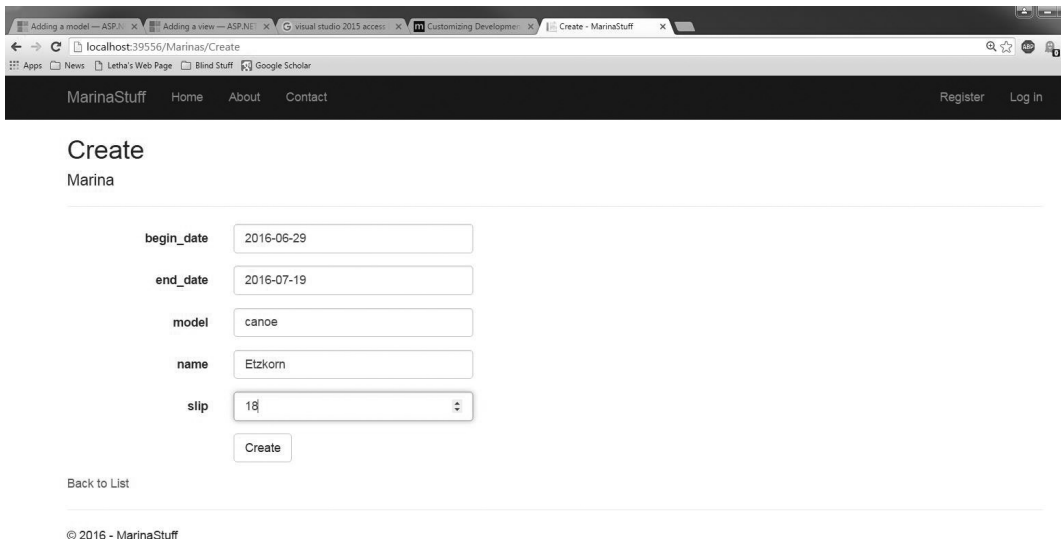 Adding a model — ASP.N Adding a view — ASP.NET visual studio 2015 access Customizing Developmen Create - MarinaStuff
localhost:39556/Marinas/Create
Apps News Letha's Web Page Blind Stuff Google Scholar
MarinaStuff Home About Contact Register Log in
Create
Marina
begin_date 2016-06-29
end_date 2016-07-19
model canoe
name Etzkorn
slip 18
Create
Back to List
© 2016 - MarinaStuff